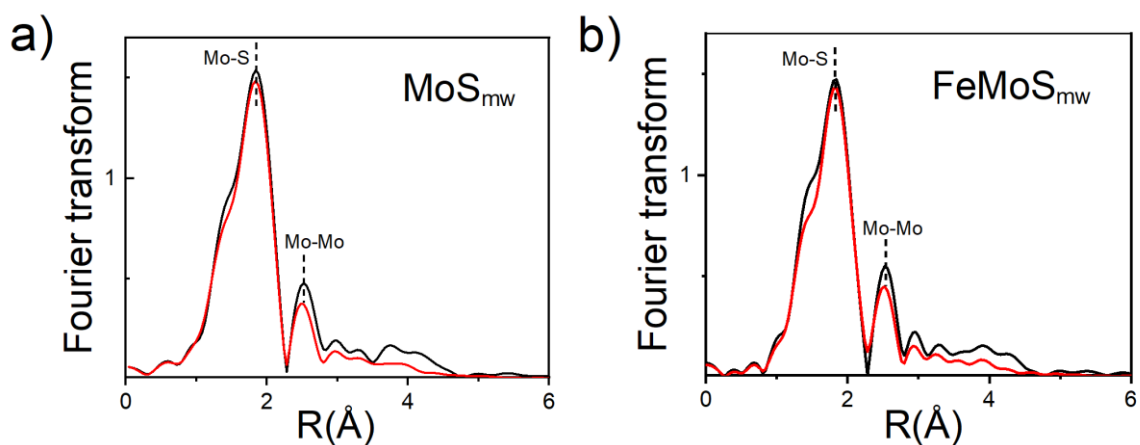 a)
Mo-S
MoSmw
Mo-Mo
1
Fourier transform
0 2 4 6
R(Å)
b)
Mo-S
FeMoSmw
Mo-Mo
1
Fourier transform
0 2 4 6
R(Å)